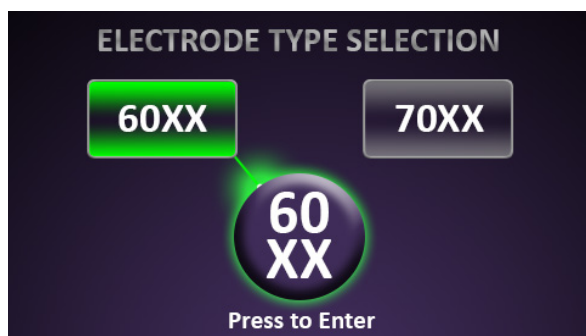 ELECTRODE TYPE SELECTION
60XX
70XX
60
XX
Press to Enter